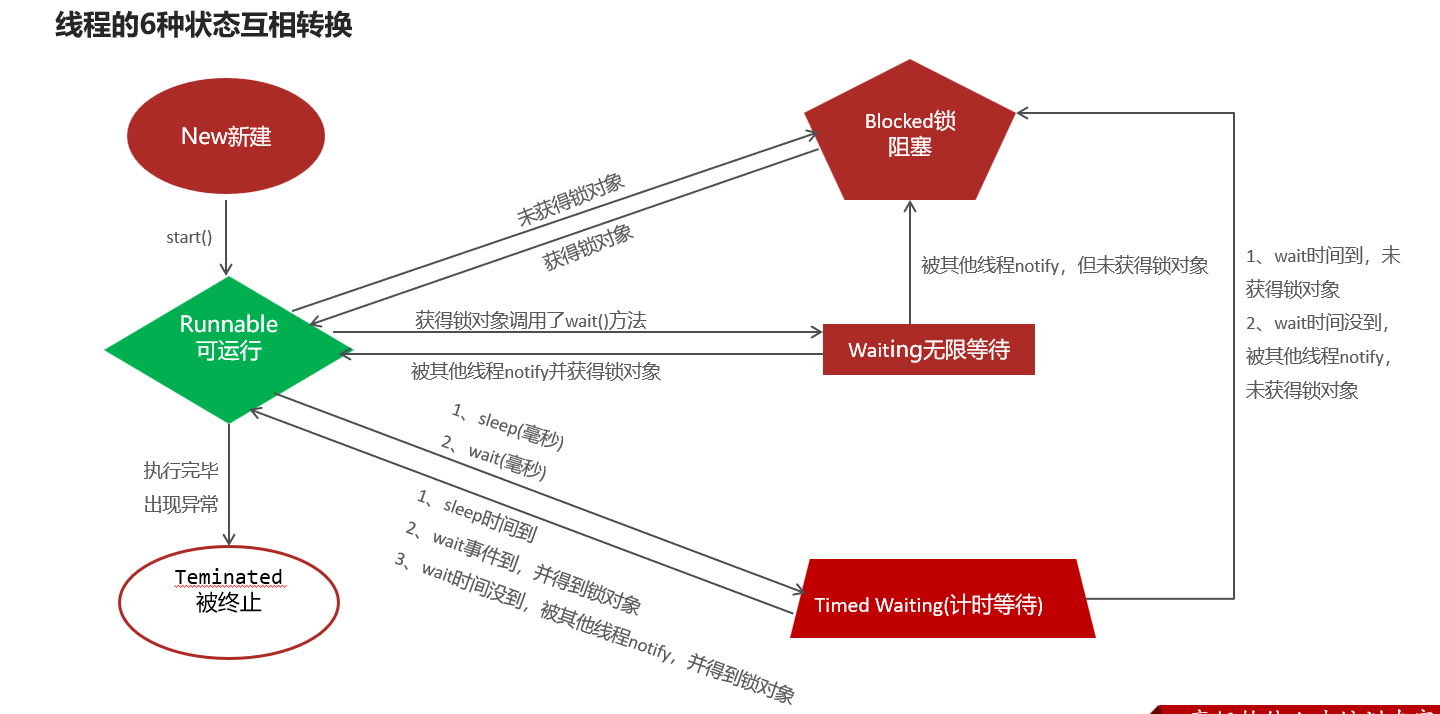 线程的6种状态互相转换
New新建
start()
Runnable
可运行
执行完毕
出现异常
Teminated
被终止
未获得锁对象
获得锁对象
Blocked锁
阻塞
获得锁对象调用了wait()方法
被其他线程notify并获得锁对象
Waiting无限等待
被其他线程notify，但未获得锁对象
1、sleep(毫秒)
2、wait(毫秒)
1、sleep时间到
2、wait事件到，并得到锁对象
3、wait时间没到，被其他线程notify，并得到锁对象
Timed Waiting(计时等待)
1、wait时间到，未
获得锁对象
2、wait时间没到，
被其他线程notify，
未获得锁对象